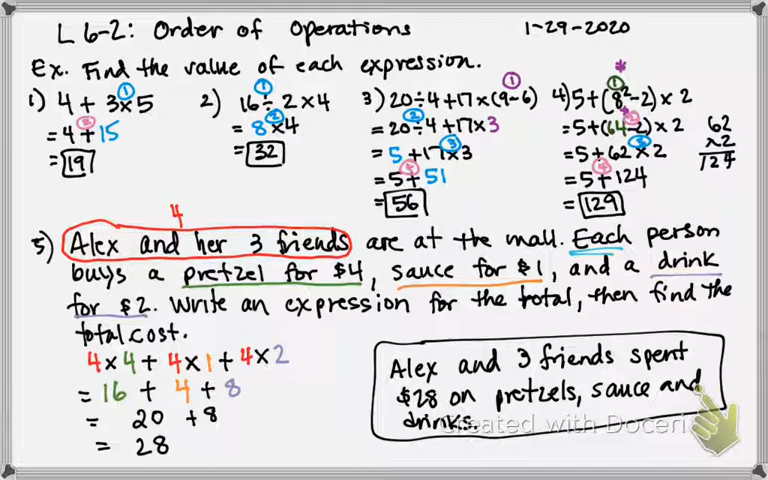 L 6-2: Order of Operations 1-29-2020
Ex. Find the value of each expression.
1) 4 + 3 × 5
= 4 + 15
= 19
2) 16 ÷ 2 × 4
= 8 × 4
= 32
3) 20 ÷ 4 + 17 × (9 - 6)
= 20 ÷ 4 + 17 × 3
= 5 + 17 × 3
= 5 + 51
= 56
4) 5 + (8² - 2) × 2
= 5 + (64 - 2) × 2
= 5 + 62 × 2
= 5 + 124
= 129
62
× 2
124
4
5) Alex and her 3 friends are at the mall. Each person
buys a pretzel for $4, sauce for $1, and a drink
for $2. Write an expression for the total, then find the
total cost.
4 × 4 + 4 × 1 + 4 × 2
= 16 + 4 + 8
= 20 + 8
= 28
Alex and 3 friends spent
$28 on pretzels, sauce and
drinks.
Created with Doceri